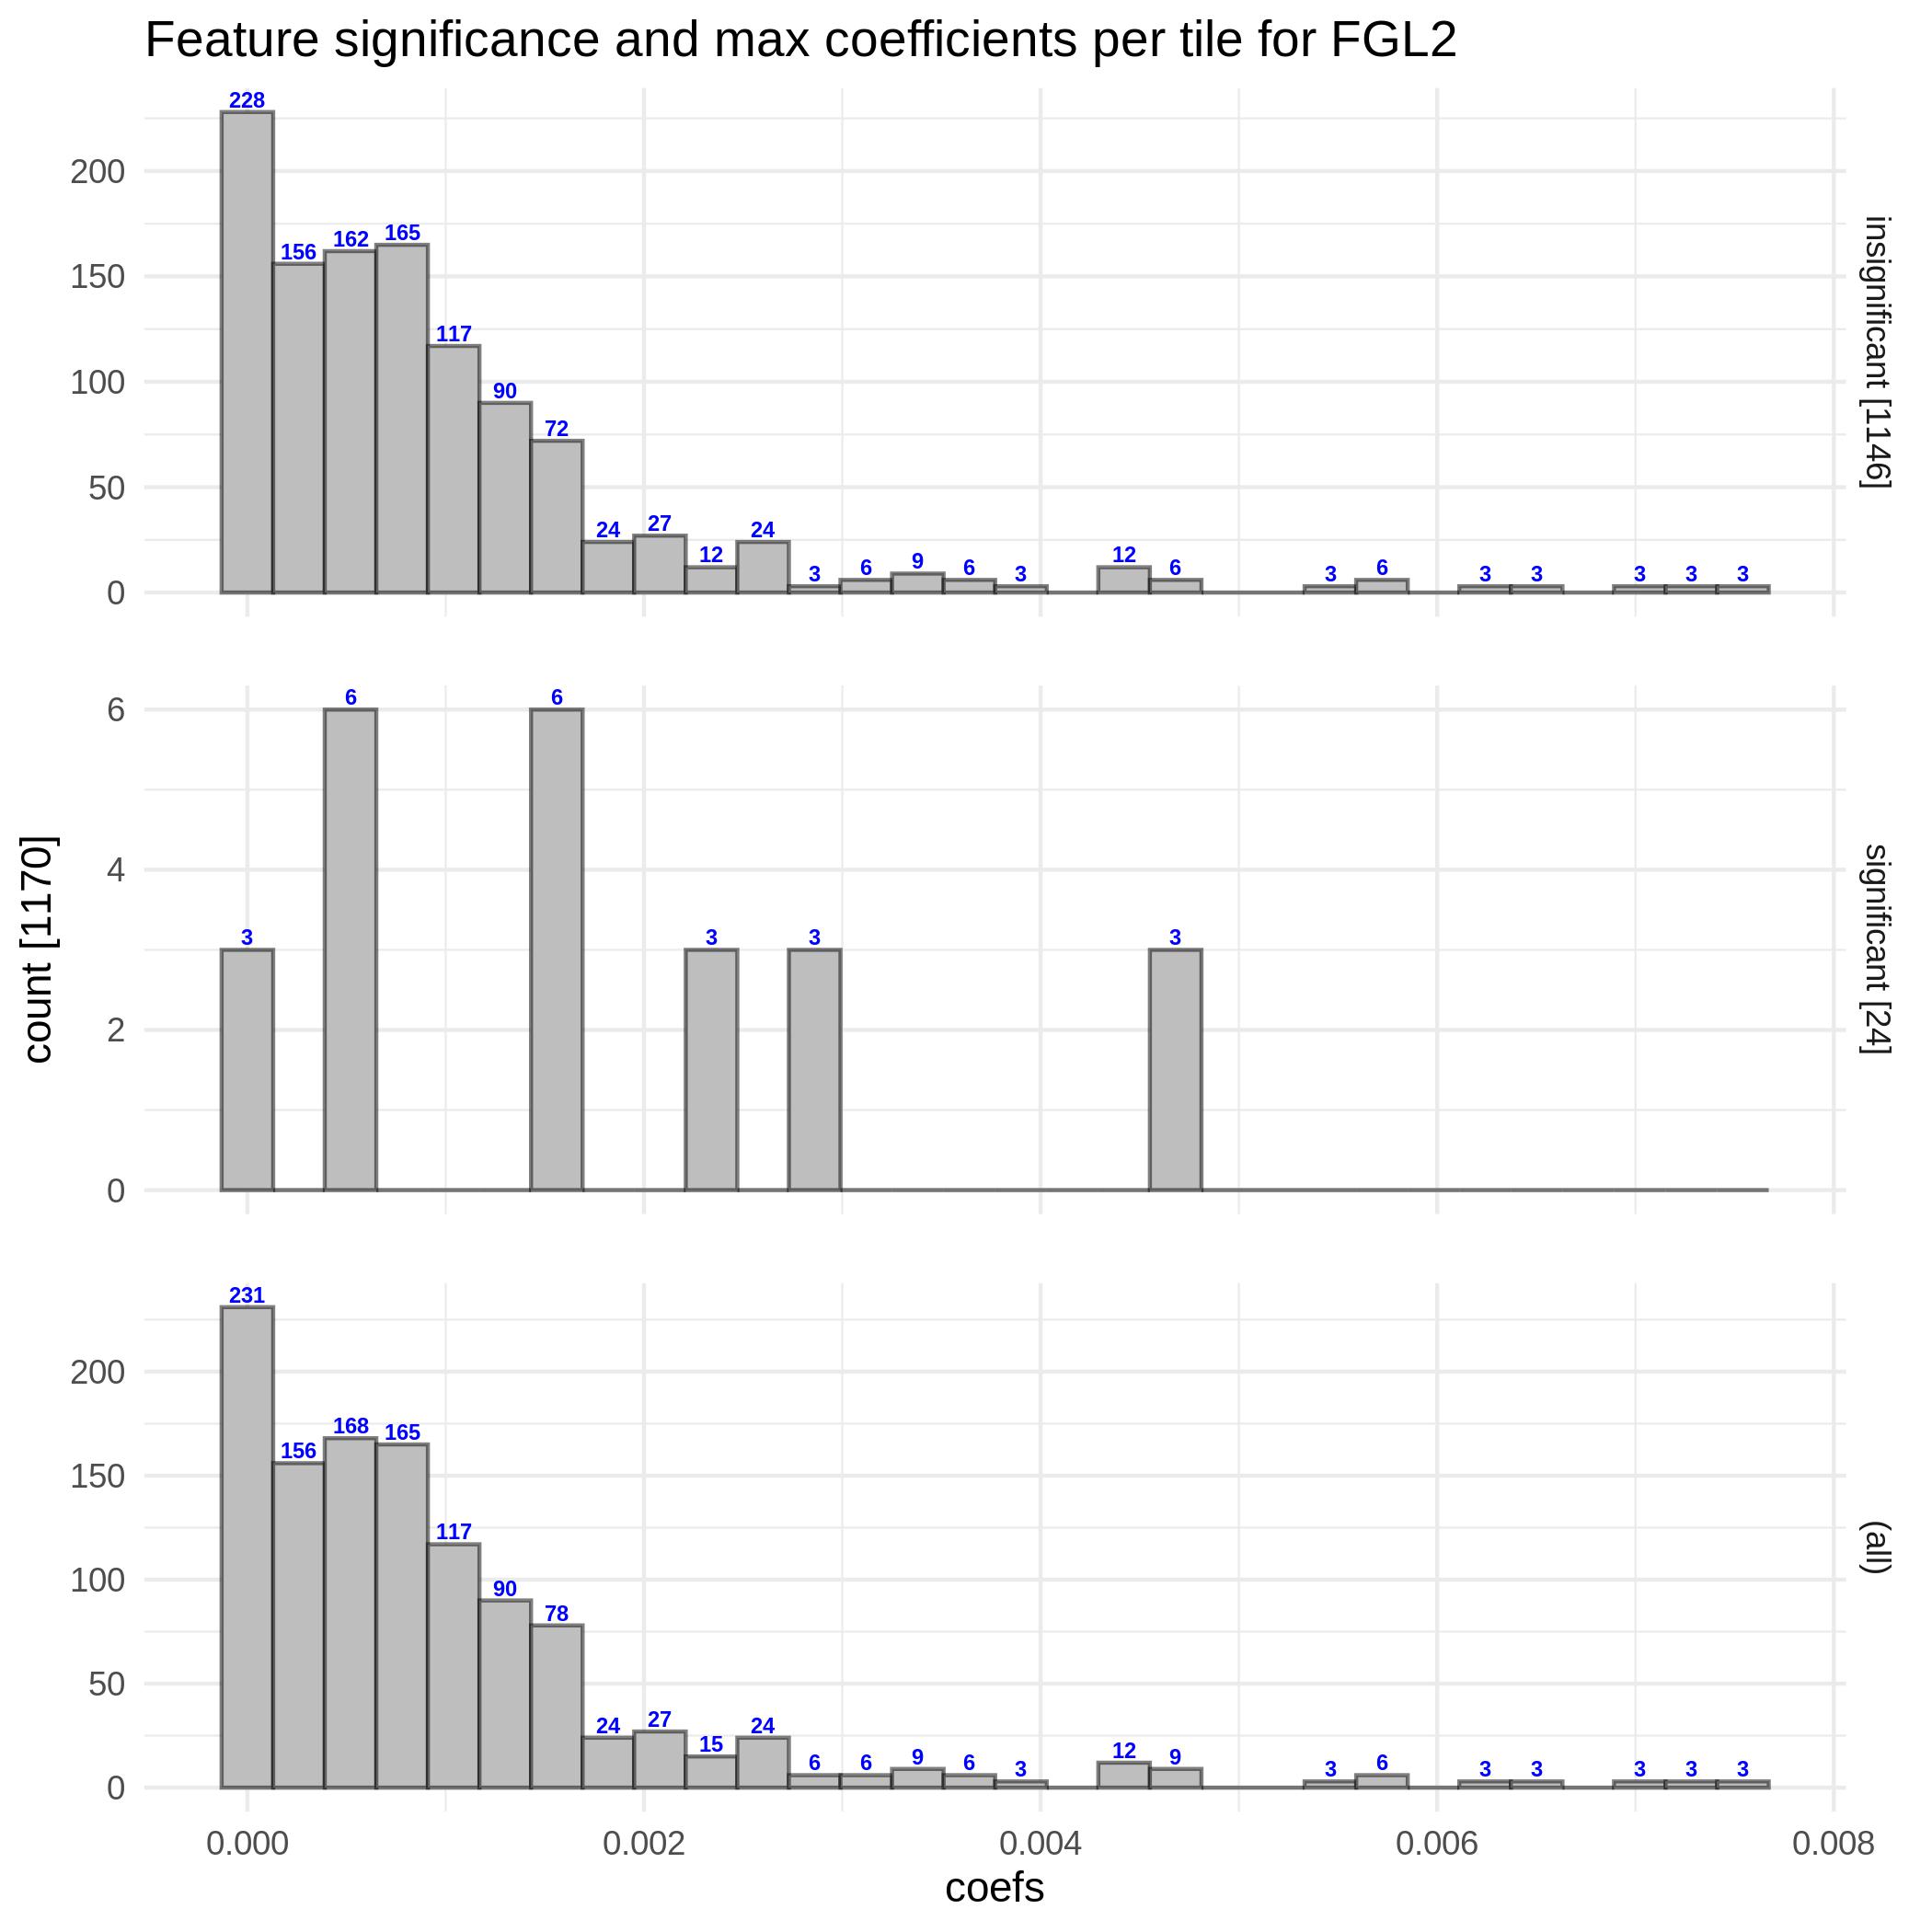 Feature significance and max coefficients per tile for FGL2
228
156 162 165
117
90
72
24 27 12 24 3 6 9 6 3 12 6 3 6 3 3 3 3 3
200
150
100
50
0
insignificant [1146]
3 6 6 3 3 3
6
4
2
0
significant [24]
count [1170]
231
156 168 165
117
90
78
24 27 15 24 6 6 9 6 3 12 9 3 6 3 3 3 3 3
200
150
100
50
0
(all)
0.000 0.002 0.004 0.006 0.008
coefs